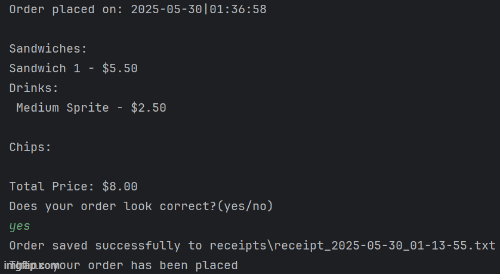 Order placed on: 2025-05-30|01:36:58
Sandwiches:
Sandwich 1 - $5.50
Drinks:
Medium Sprite - $2.50
Chips:
Total Price: $8.00
Does your order look correct?(yes/no)
yes
Order saved successfully to receipts\receipt_2025-05-30_01-13-55.txt
your order has been placed
imgflip.com